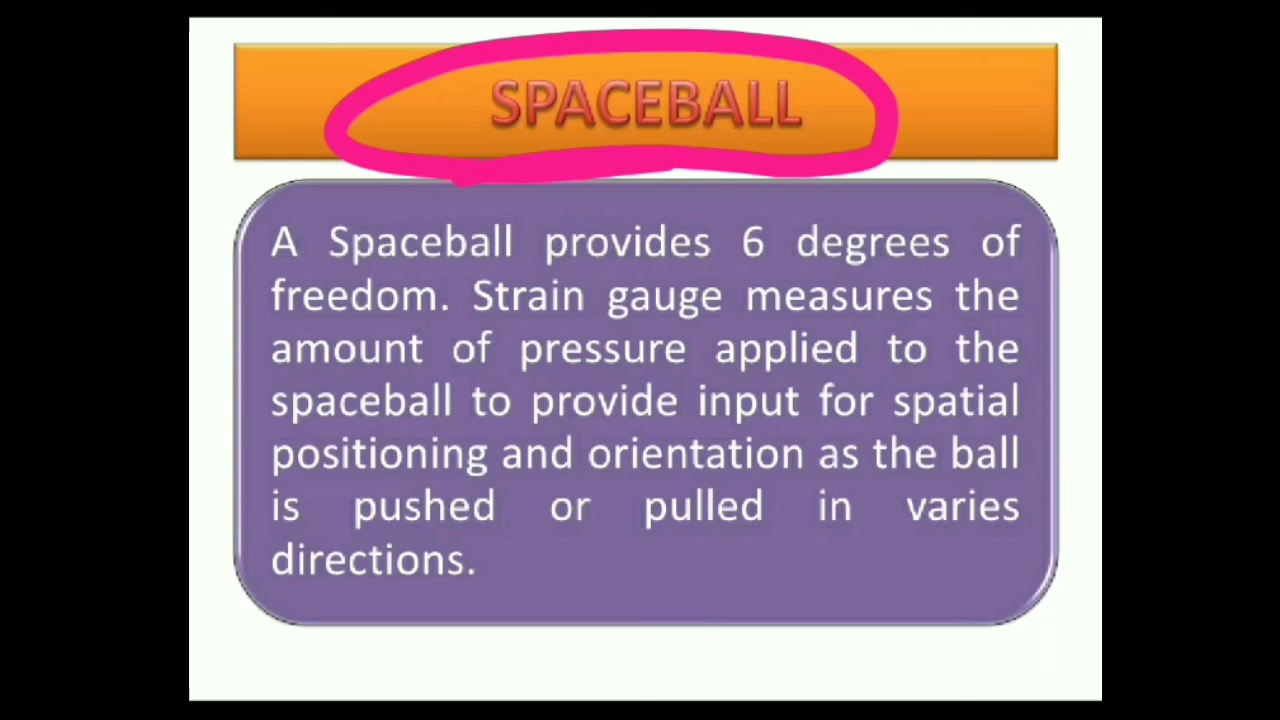 SPACEBALL
A Spaceball provides 6 degrees of
freedom. Strain gauge measures the
amount of pressure applied to the
spaceball to provide input for spatial
positioning and orientation as the ball
is pushed or pulled in varies
directions.